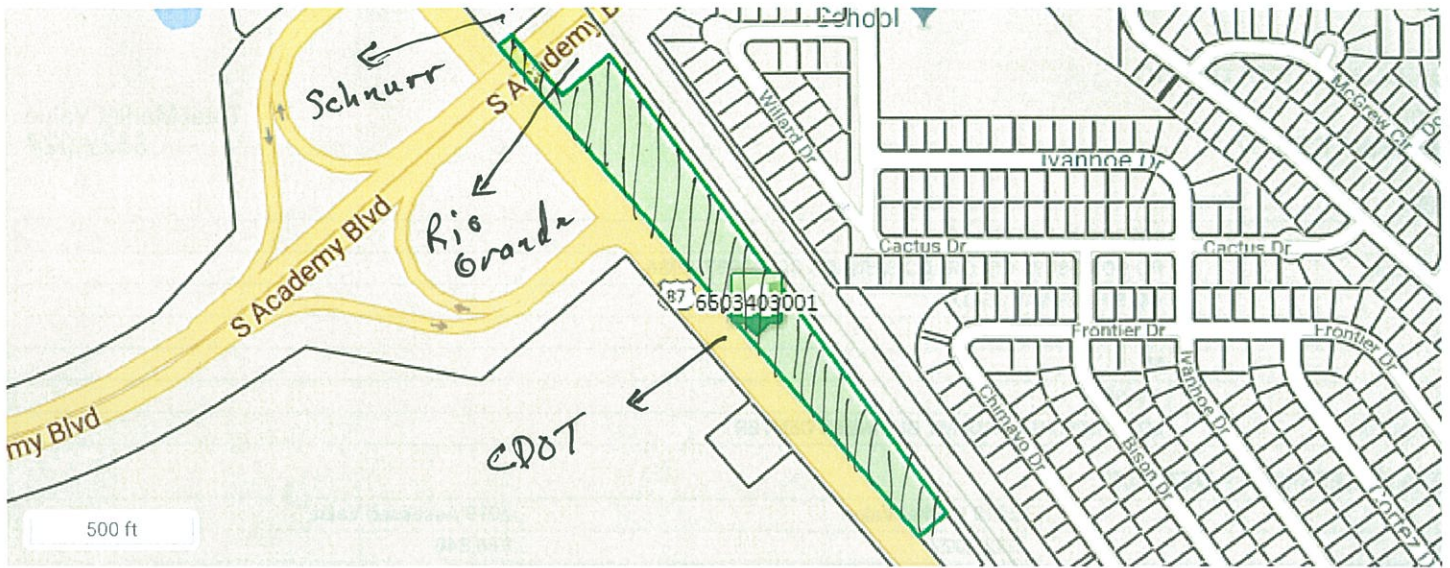 School
S Academy B
Schnurr
McGrew Cir
Willard Dr
Ivanhoe Dr
Rio
Grande
S Academy Blvd
Cactus Dr
Cactus Dr
87
6503403001
Frontier Dr
Frontier Dr
Ivanhoe Dr
Chimayo Dr
Bison Dr
Cortez
my Blvd
CDOT
500 ft